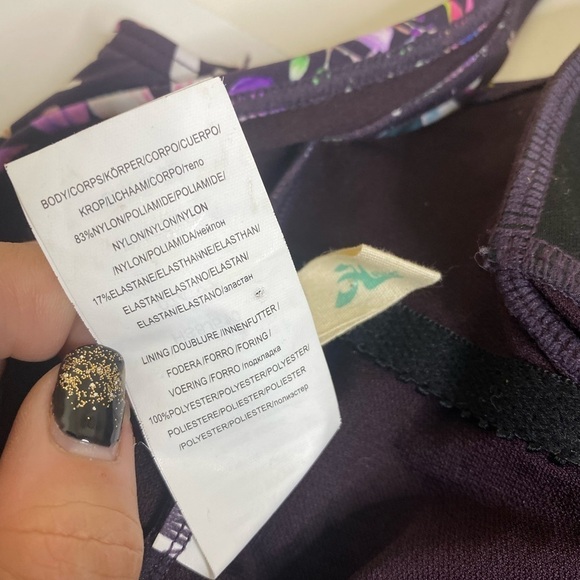 BODY/CORPS/KÖRPER/CORPO/CUERPO/
KROP/LICHAAM/CORPO/тело
83%NYLON/POLIAMIDE/POLIAMIDE/
NYLON/NYLON/NYLON
/NYLON/POLIAMIDA/нейлон
17%ELASTANE/ELASTHANNE/ELASTHAN/
ELASTAN/ELASTANO/ELASTAN/
ELASTAN/ELASTANO/эластан
LINING /DOUBLURE /INNENFUTTER /
FODERA /FORRO /FORING /
VOERING /FORRO /подкладка
100%POLYESTER/POLYESTER/POLYESTER/
POLIESTERE/POLIESTER/POLIESTER
/POLYESTER/POLIESTER/полиэстер